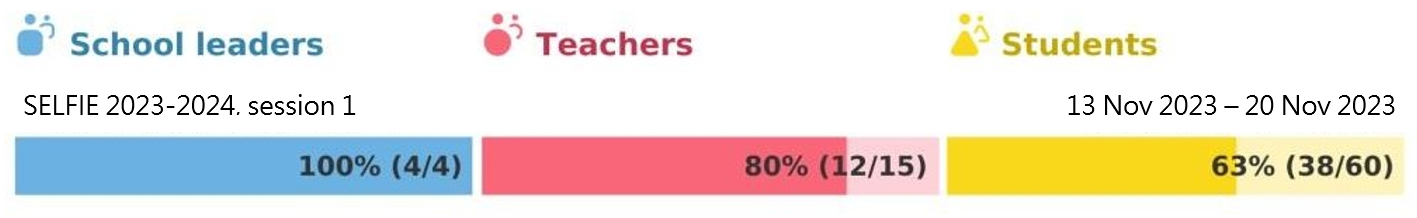 School leaders Teachers Students
SELFIE 2023-2024. session 1 13 Nov 2023 – 20 Nov 2023
100% (4/4) 80% (12/15) 63% (38/60)